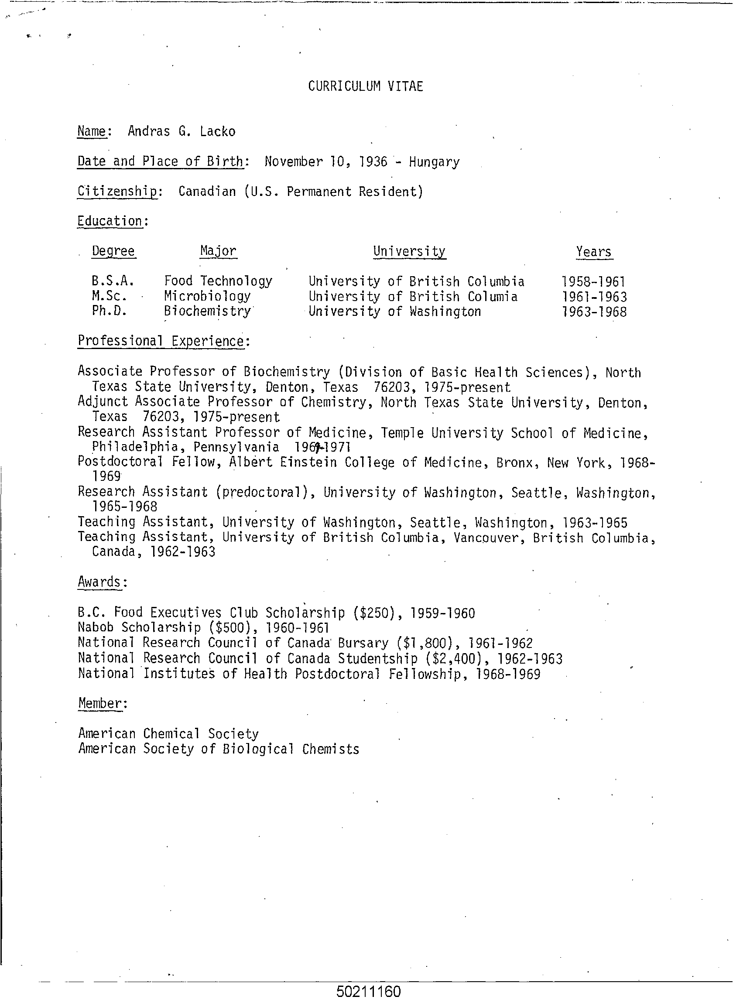 CURRICULUM VITAE
Name: Andras G. Lacko
Date and Place of Birth: November 10, 1936 - Hungary
Citizenship: Canadian (U.S. Permanent Resident)
Education:
Degree Major University Years
B.S.A. Food Technology University of British Columbia 1958-1961
M.Sc. Microbiology University of British Columia 1961-1963
Ph.D. Biochemistry University of Washington 1963-1968
Professional Experience:
Associate Professor of Biochemistry (Division of Basic Health Sciences), North
Texas State University, Denton, Texas 76203, 1975-present
Adjunct Associate Professor of Chemistry, North Texas State University, Denton,
Texas 76203, 1975-present
Research Assistant Professor of Medicine, Temple University School of Medicine,
Philadelphia, Pennsylvania 1969-1971
Postdoctoral Fellow, Albert Einstein College of Medicine, Bronx, New York, 1968-
1969
Research Assistant (predoctoral), University of Washington, Seattle, Washington,
1965-1968
Teaching Assistant, University of Washington, Seattle, Washington, 1963-1965
Teaching Assistant, University of British Columbia, Vancouver, British Columbia,
Canada, 1962-1963
Awards:
B.C. Food Executives Club Scholarship ($250), 1959-1960
Nabob Scholarship ($500), 1960-1961
National Research Council of Canada Bursary ($1,800), 1961-1962
National Research Council of Canada Studentship ($2,400), 1962-1963
National Institutes of Health Postdoctoral Fellowship, 1968-1969
Member:
American Chemical Society
American Society of Biological Chemists
50211160